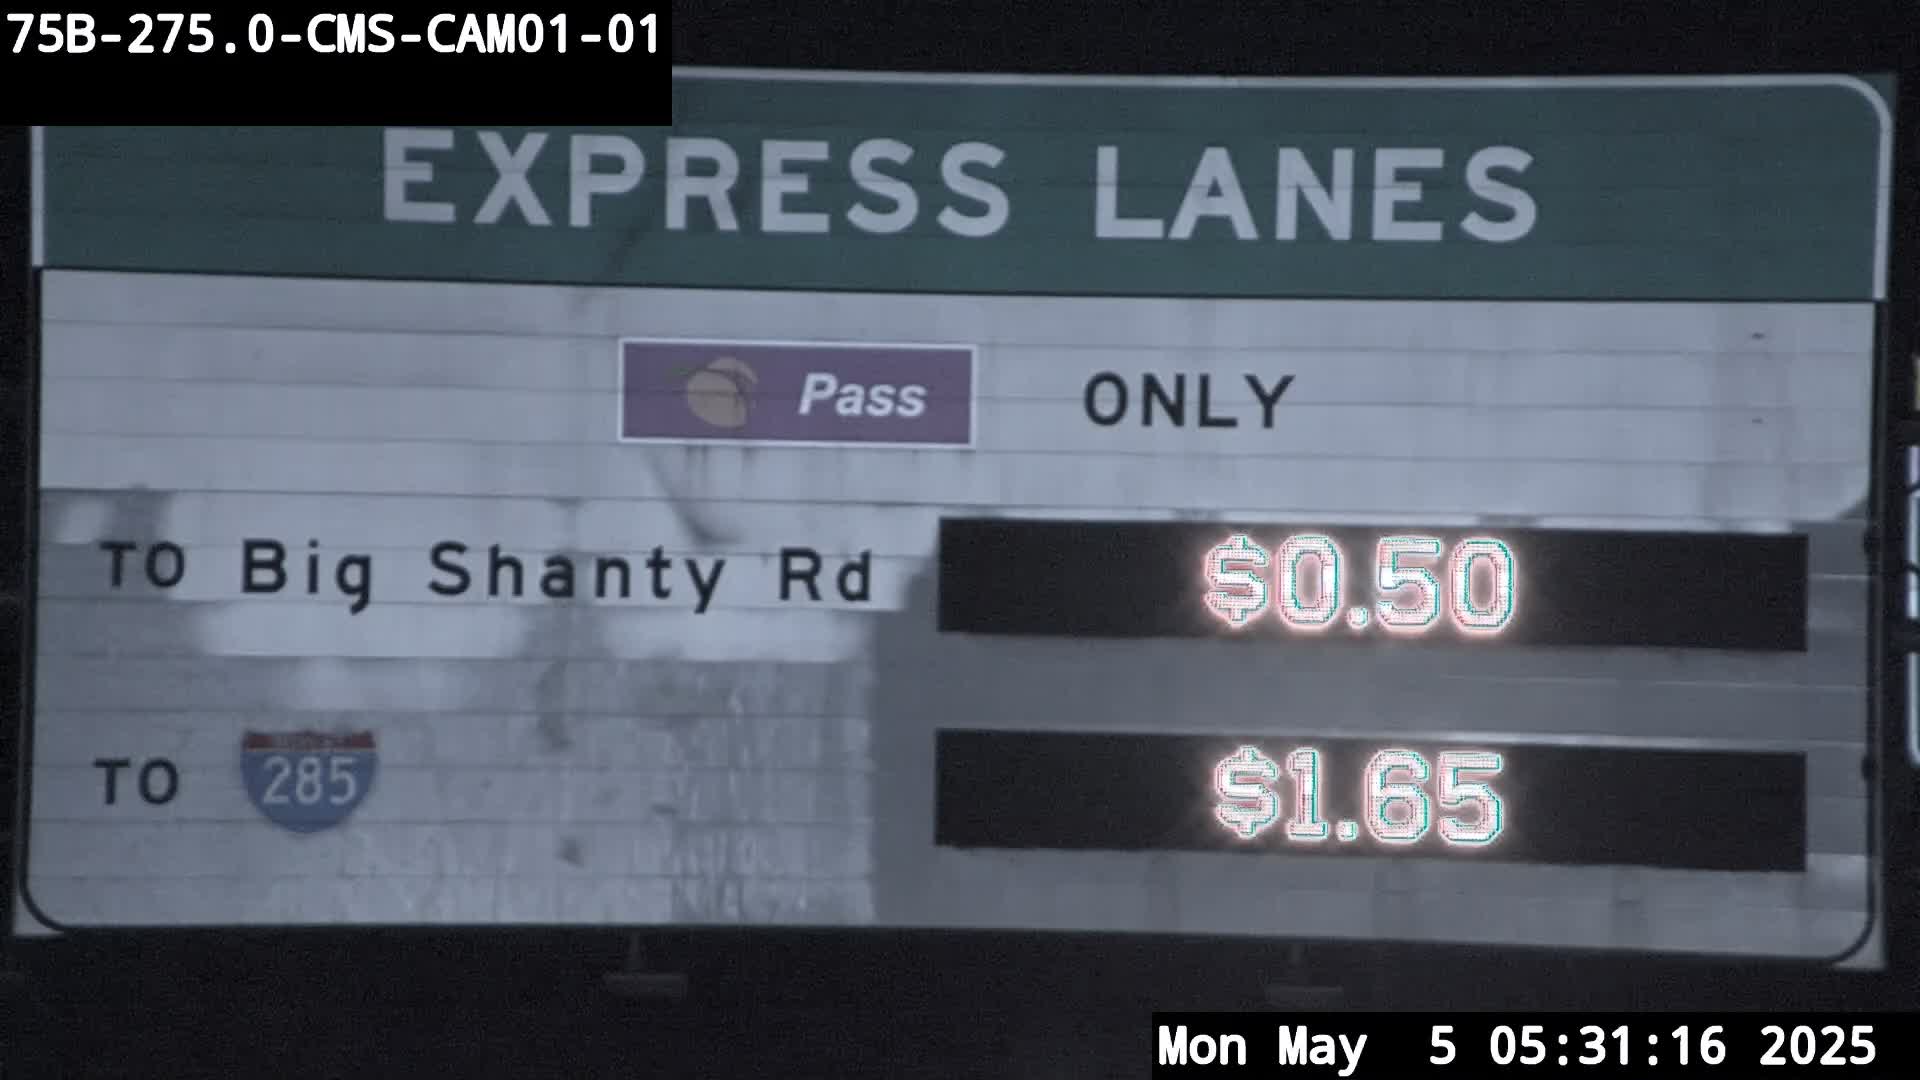 75B-275.0-CMS-CAM01-01
EXPRESS LANES
Pass ONLY
TO Big Shanty Rd $0.50
TO 285 $1.65
Mon May 5 05:31:16 2025